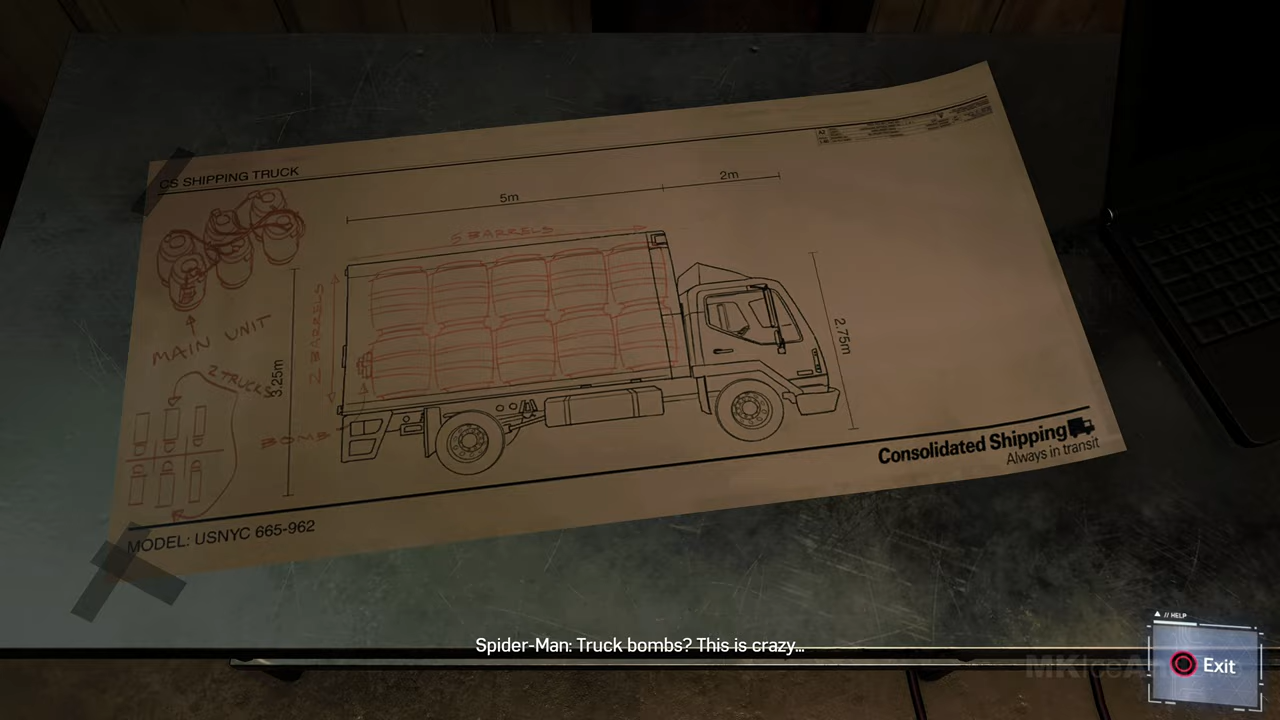 CS SHIPPING TRUCK
5m
2m
5 BARRELS
2 BARRELS
MAIN UNIT
2 TRUCKS
3.25m
2.75m
BOMB
Consolidated Shipping
Always in transit
MODEL: USNYC 665-962
// HELP
Exit
Spider-Man: Truck bombs? This is crazy...